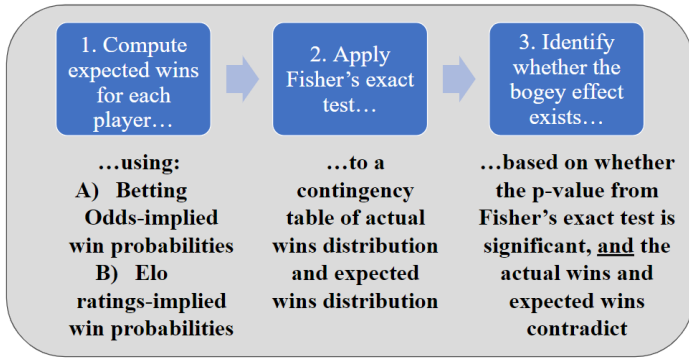 1. Compute
expected wins
for each
player…
2. Apply
Fisher’s exact
test…
3. Identify
whether the
bogey effect
exists…
…using:
A) Betting
Odds-implied
win probabilities
B) Elo
ratings-implied
win probabilities
…to a
contingency
table of actual
wins distribution
and expected
wins distribution
…based on whether
the p-value from
Fisher’s exact test is
significant, and the
actual wins and
expected wins
contradict